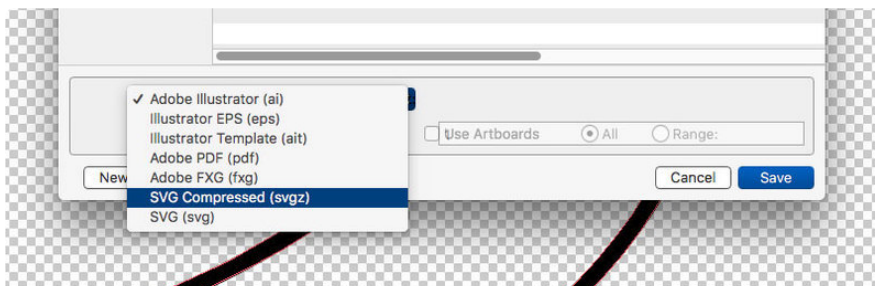 ✓ Adobe Illustrator (ai)
Illustrator EPS (eps)
Illustrator Template (ait)
Use Artboards All Range:
Adobe PDF (pdf)
Adobe FXG (fxg)
New Cancel Save
SVG Compressed (svgz)
SVG (svg)